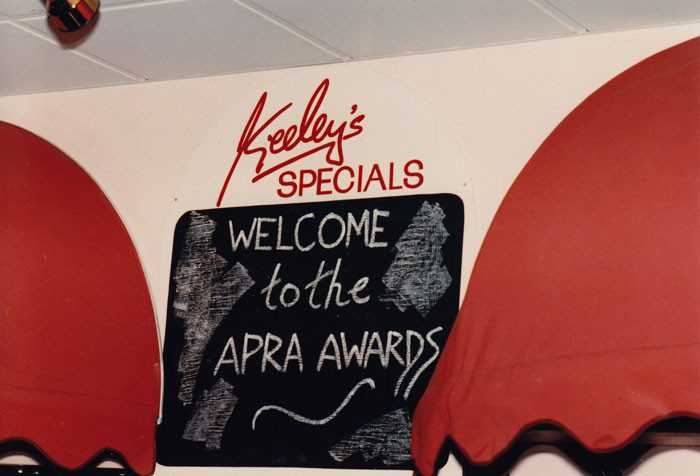 Keeley's
SPECIALS
WELCOME
to the
APRA AWARDS